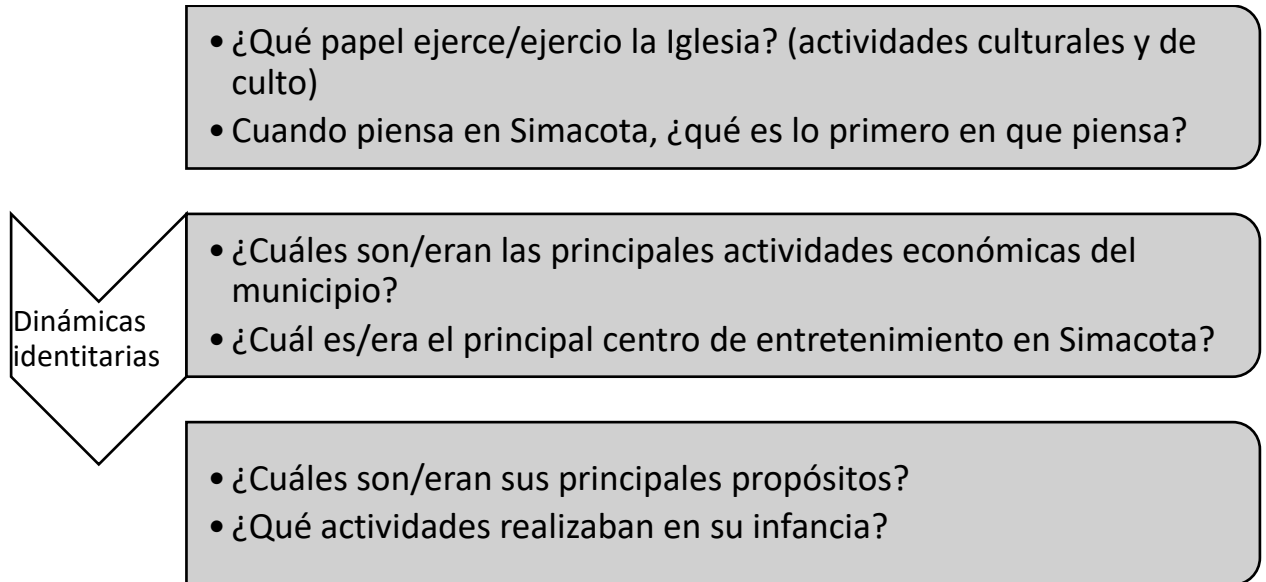 • ¿Qué papel ejerce/ejercio la Iglesia? (actividades culturales y de
culto)
• Cuando piensa en Simacota, ¿qué es lo primero en que piensa?
Dinámicas
identitarias
• ¿Cuáles son/eran las principales actividades económicas del
municipio?
• ¿Cuál es/era el principal centro de entretenimiento en Simacota?
• ¿Cuáles son/eran sus principales propósitos?
• ¿Qué actividades realizaban en su infancia?